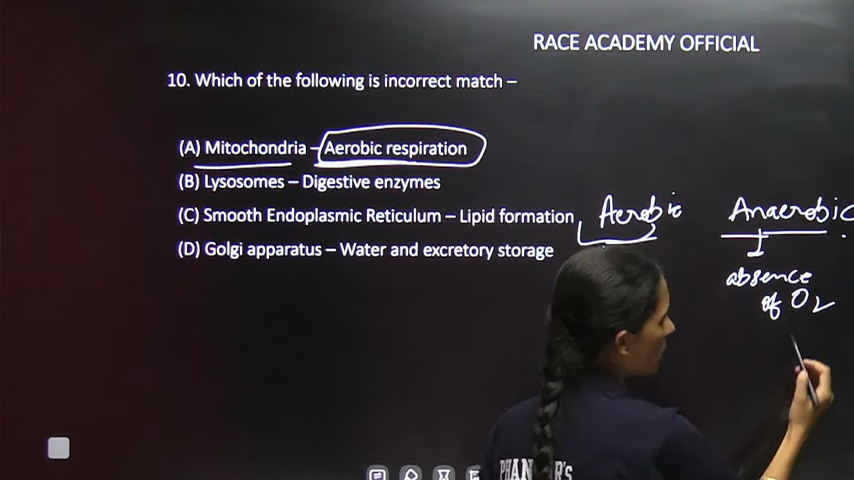 RACE ACADEMY OFFICIAL
10. Which of the following is incorrect match –
(A) Mitochondria – Aerobic respiration
(B) Lysosomes – Digestive enzymes
(C) Smooth Endoplasmic Reticulum – Lipid formation
(D) Golgi apparatus – Water and excretory storage
Aerobic
Anaerobic
absence
of O2